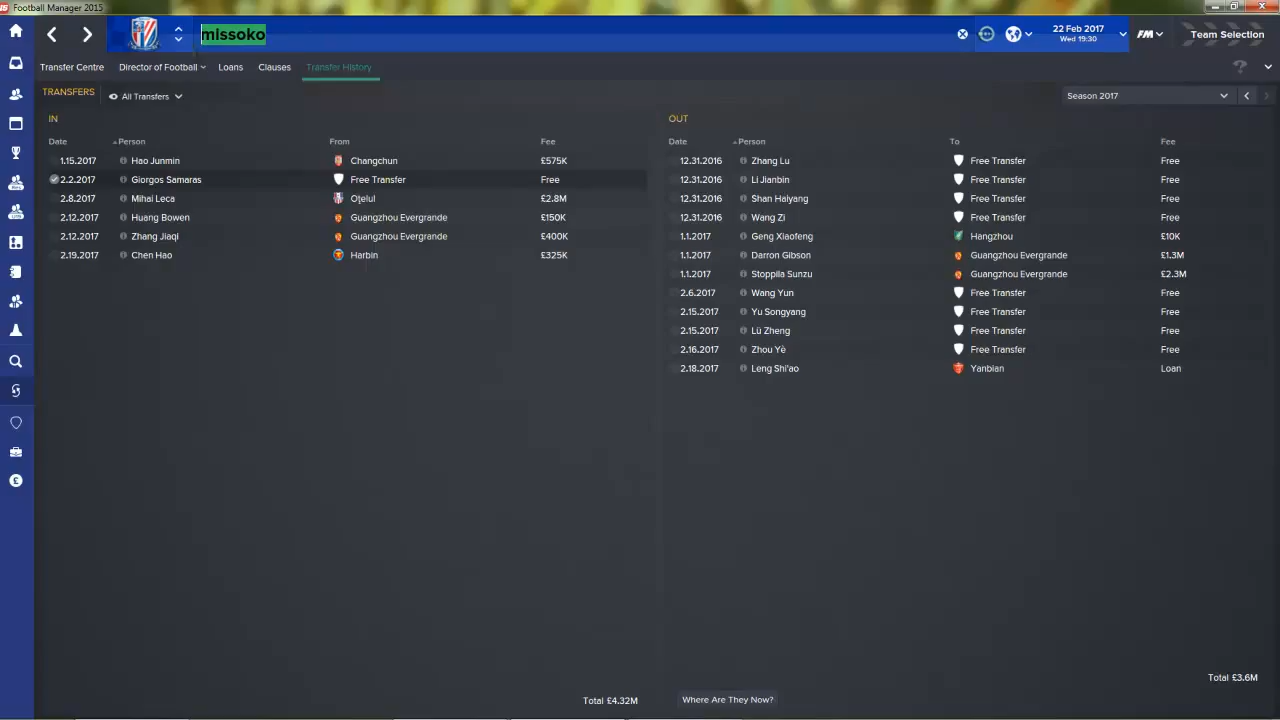 Football Manager 2015
missoko
22 Feb 2017
Wed 19:30
FM
Team Selection
Transfer Centre Director of Football Loans Clauses Transfer History
TRANSFERS All Transfers Season 2017
IN
Date Person From Fee
1.15.2017 Hao Junmin Changchun £575K
2.2.2017 Giorgos Samaras Free Transfer Free
2.8.2017 Mihai Leca Oţelul £2.8M
2.12.2017 Huang Bowen Guangzhou Evergrande £150K
2.12.2017 Zhang Jiaqi Guangzhou Evergrande £400K
2.19.2017 Chen Hao Harbin £325K
Total £4.32M
OUT
Date Person To Fee
12.31.2016 Zhang Lu Free Transfer Free
12.31.2016 Li Jianbin Free Transfer Free
12.31.2016 Shan Haiyang Free Transfer Free
12.31.2016 Wang Zi Free Transfer Free
1.1.2017 Geng Xiaofeng Hangzhou £10K
1.1.2017 Darron Gibson Guangzhou Evergrande £1.3M
1.1.2017 Stoppila Sunzu Guangzhou Evergrande £2.3M
2.6.2017 Wang Yun Free Transfer Free
2.15.2017 Yu Songyang Free Transfer Free
2.15.2017 Lü Zheng Free Transfer Free
2.16.2017 Zhou Yè Free Transfer Free
2.18.2017 Leng Shi'ao Yanbian Loan
Total £3.6M
Where Are They Now?